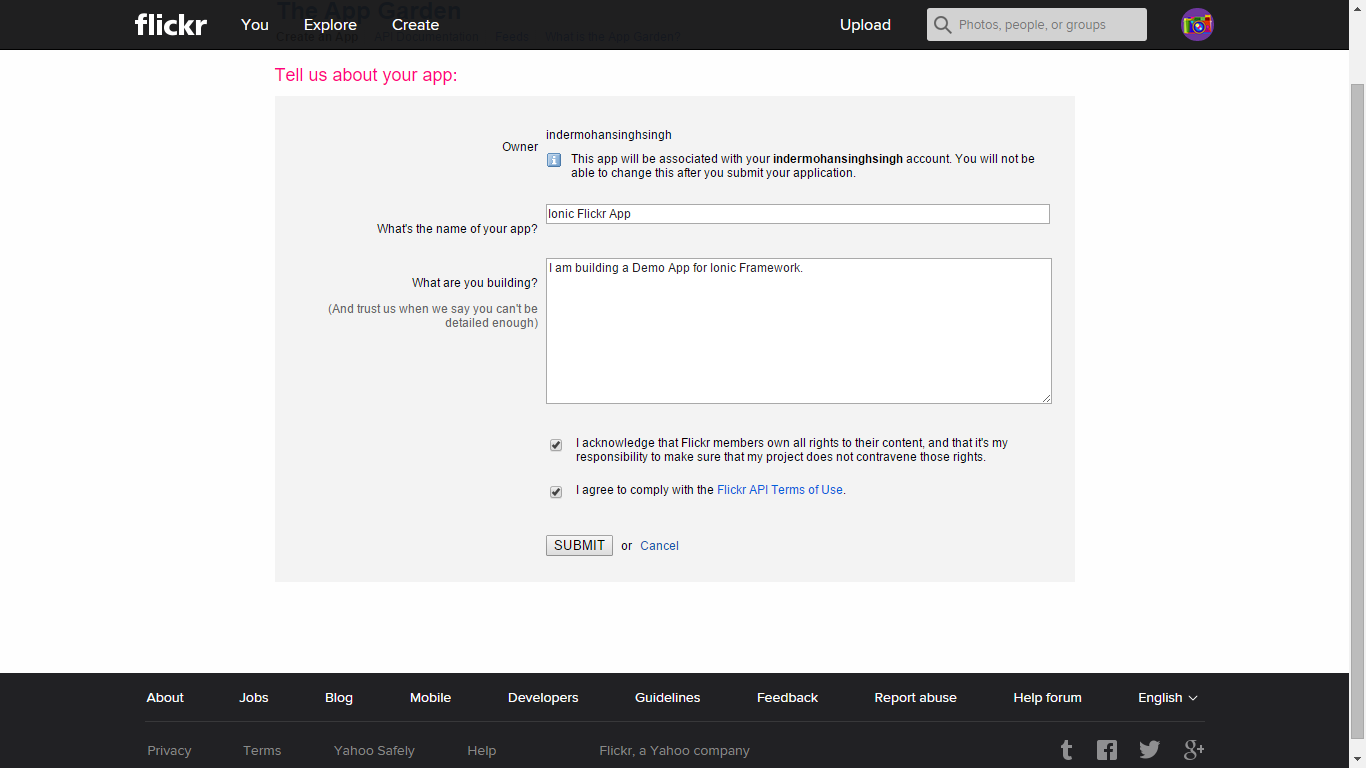 The App Garden
flickr You Explore Create Upload Photos, people, or groups
Create an App API Documentation Feeds What is the App Garden?
Tell us about your app:
Owner
indermohansinghsingh
This app will be associated with your indermohansinghsingh account. You will not be
able to change this after you submit your application.
What's the name of your app?
Ionic Flickr App
What are you building?
(And trust us when we say you can't be
detailed enough)
I am building a Demo App for Ionic Framework.
I acknowledge that Flickr members own all rights to their content, and that it's my
responsibility to make sure that my project does not contravene those rights.
I agree to comply with the Flickr API Terms of Use.
SUBMIT or Cancel
About Jobs Blog Mobile Developers Guidelines Feedback Report abuse Help forum English
Privacy Terms Yahoo Safely Help Flickr, a Yahoo company